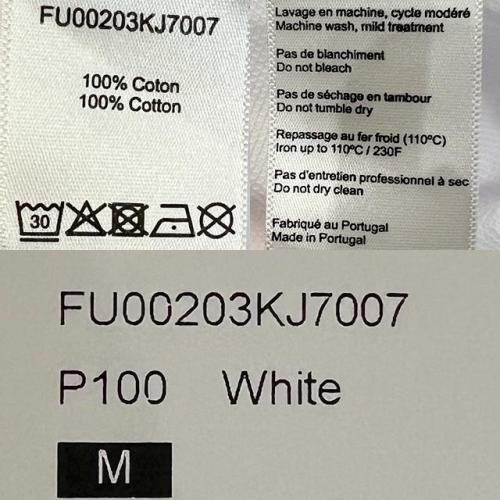 FU00203KJ7007
100% Coton
100% Cotton
30
Lavage en machine, cycle modéré
Machine wash, mild treatment
Pas de blanchiment
Do not bleach
Pas de séchage en tambour
Do not tumble dry
Repassage au fer froid (110ºC)
Iron up to 110ºC / 230F
Pas d'entretien professionnel à sec
Do not dry clean
Fabriqué au Portugal
Made in Portugal
FU00203KJ7007
P100 White
M